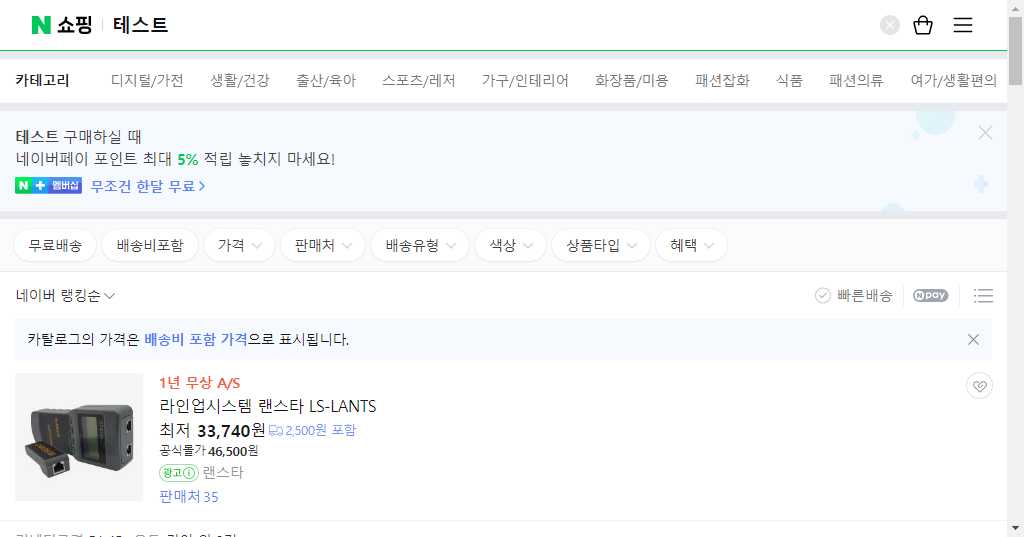 N 쇼핑 테스트
카테고리 디지털/가전 생활/건강 출산/육아 스포츠/레저 가구/인테리어 화장품/미용 패션잡화 식품 패션의류 여가/생활편의
테스트 구매하실 때
네이버페이 포인트 최대 5% 적립 놓치지 마세요!
N + 멤버십 무조건 한달 무료
무료배송 배송비포함 가격 판매처 배송유형 색상 상품타입 혜택
네이버 랭킹순 빠른배송 N pay
카탈로그의 가격은 배송비 포함 가격으로 표시됩니다.
1년 무상 A/S
라인업시스템 랜스타 LS-LANTS
최저 33,740원 2,500원 포함
공식몰가 46,500원
광고 랜스타
판매처 35